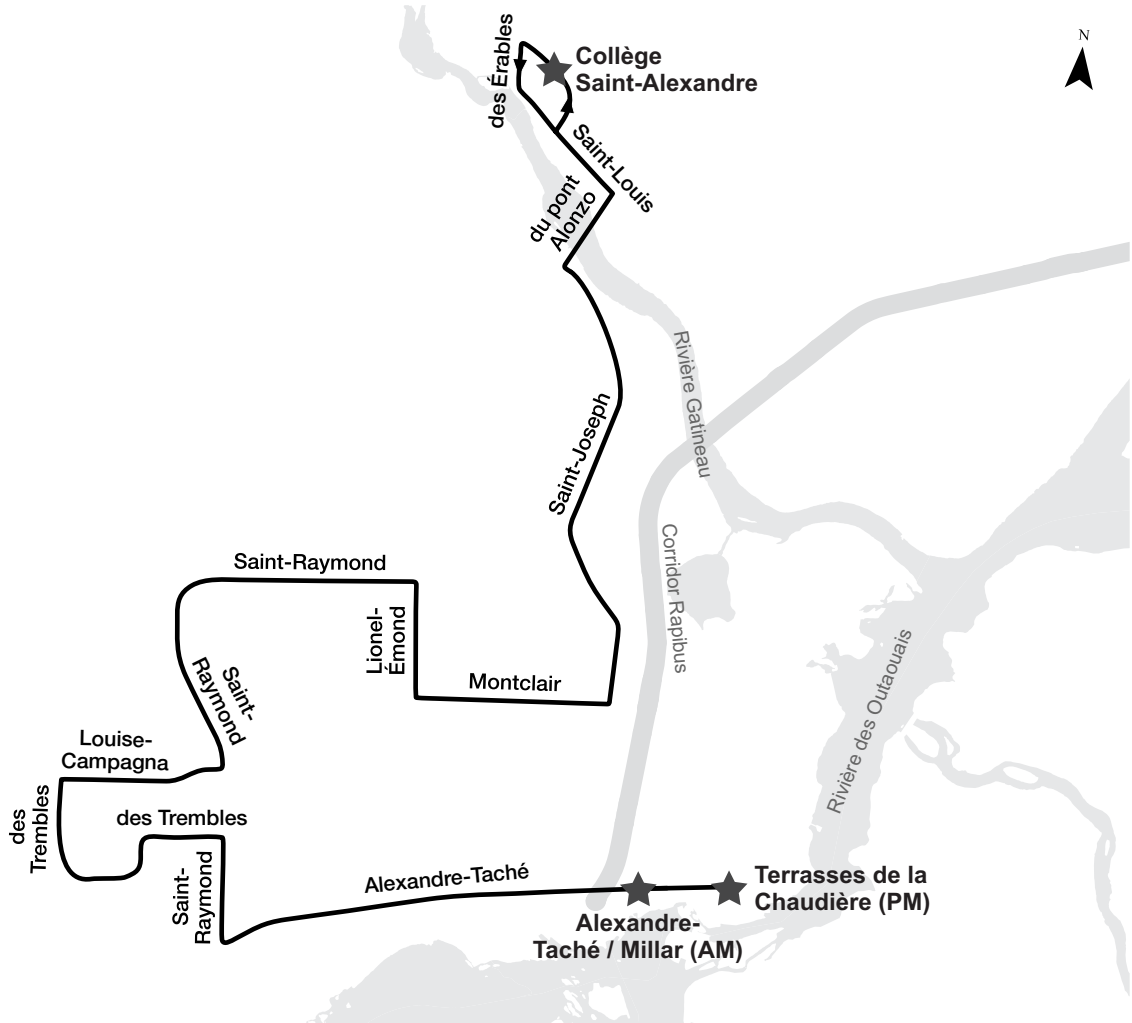 N
des Érables
Collège
Saint-Alexandre
Saint-Louis
du pont
Alonzo
Rivière Gatineau
Saint-Joseph
Corridor Rapibus
Saint-Raymond
Lionel-
Émond
Montclair
Saint-
Raymond
Louise-
Campagna
Rivière des Outaouais
des
Trembles
des Trembles
Saint-
Raymond
Alexandre-Taché
Terrasses de la
Chaudière (PM)
Alexandre-
Taché / Millar (AM)